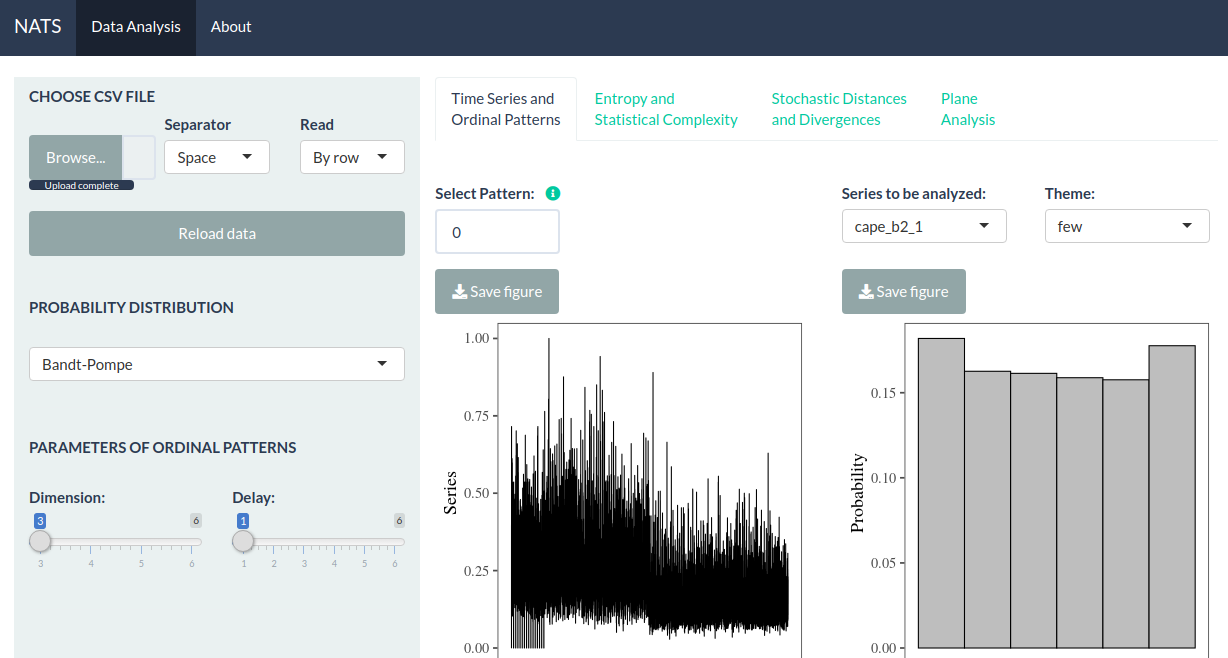 NATS Data Analysis About
CHOOSE CSV FILE
Separator Read
Browse... Space By row
Upload complete
Reload data
PROBABILITY DISTRIBUTION
Bandt-Pompe
PARAMETERS OF ORDINAL PATTERNS
Dimension: Delay:
3 6 1 6
3 4 5 6 1 2 3 4 5 6
Time Series and
Ordinal Patterns
Entropy and
Statistical Complexity
Stochastic Distances
and Divergences
Plane
Analysis
Select Pattern: i
0
Series to be analyzed: Theme:
cape_b2_1 few
Save figure Save figure
1.00
0.75
0.50
0.25
0.00
Series
0.15
0.10
0.05
0.00
Probability